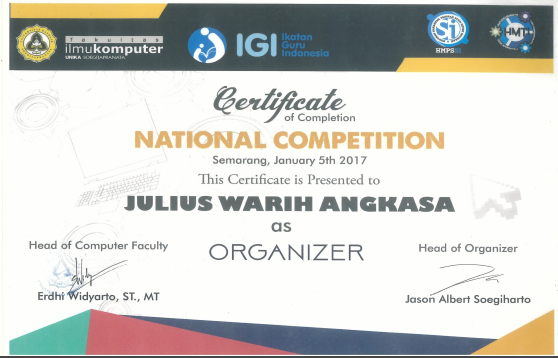 fakultas
ilmukomputer
UNIKA SOEGIJAPRANATA
IGI Ikatan
Guru
Indonesia
Si
HMPSSI
HMTI
Certificate
of Completion
NATIONAL COMPETITION
Semarang, January 5th 2017
This Certificate is Presented to
JULIUS WARIH ANGKASA
as
ORGANIZER
Head of Computer Faculty
Erdhi Widyarto, ST., MT
Head of Organizer
Jason Albert Soegiharto